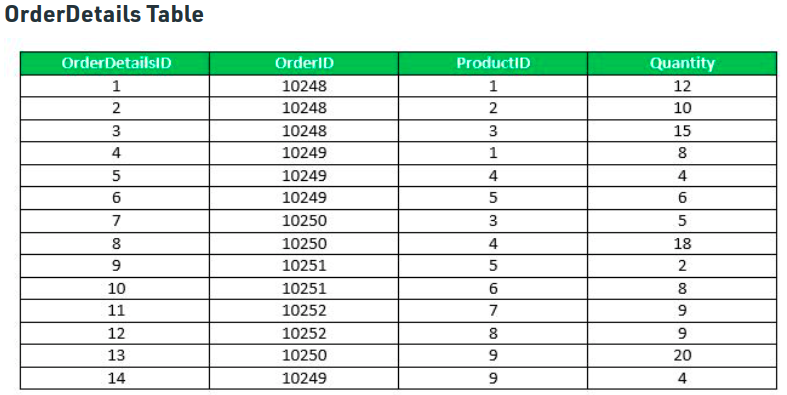 OrderDetails Table
OrderDetailsID OrderID ProductID Quantity
1 10248 1 12
2 10248 2 10
3 10248 3 15
4 10249 1 8
5 10249 4 4
6 10249 5 6
7 10250 3 5
8 10250 4 18
9 10251 5 2
10 10251 6 8
11 10252 7 9
12 10252 8 9
13 10250 9 20
14 10249 9 4